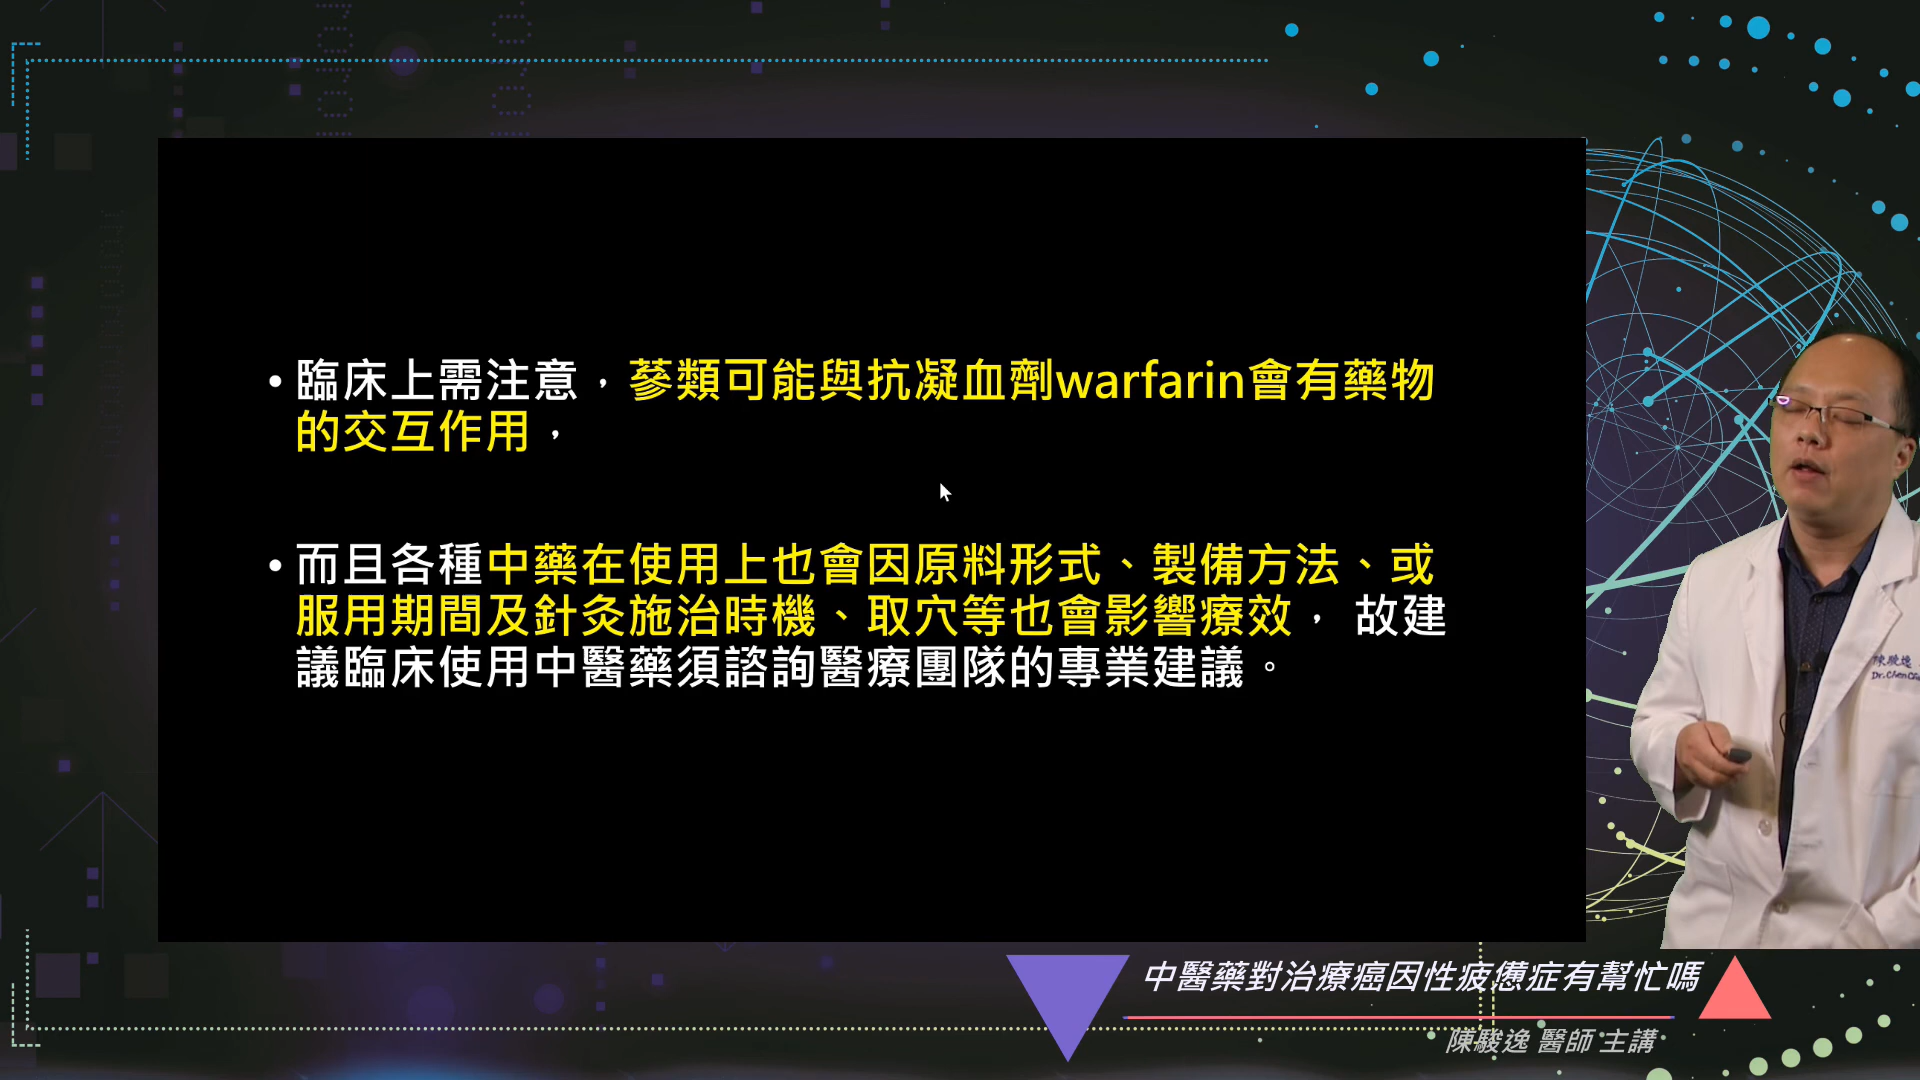 • 臨床上需注意，蔘類可能與抗凝血劑warfarin會有藥物
的交互作用，
• 而且各種中藥在使用上也會因原料形式、製備方法、或
服用期間及針灸施治時機、取穴等也會影響療效， 故建
議臨床使用中醫藥須諮詢醫療團隊的專業建議。
陳駿逸
中醫藥對治療癌因性疲憊症有幫忙嗎
陳駿逸 醫師 主講